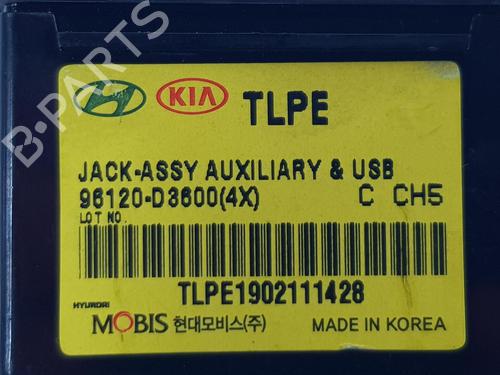 KIA TLPE
JACK-ASSY AUXILIARY & USB
96120-D3600(4X) C CH5
LOT NO.
TLPE1902111428
HYUNDAI
MOBIS 현대모비스(주) MADE IN KOREA
B-PARTS